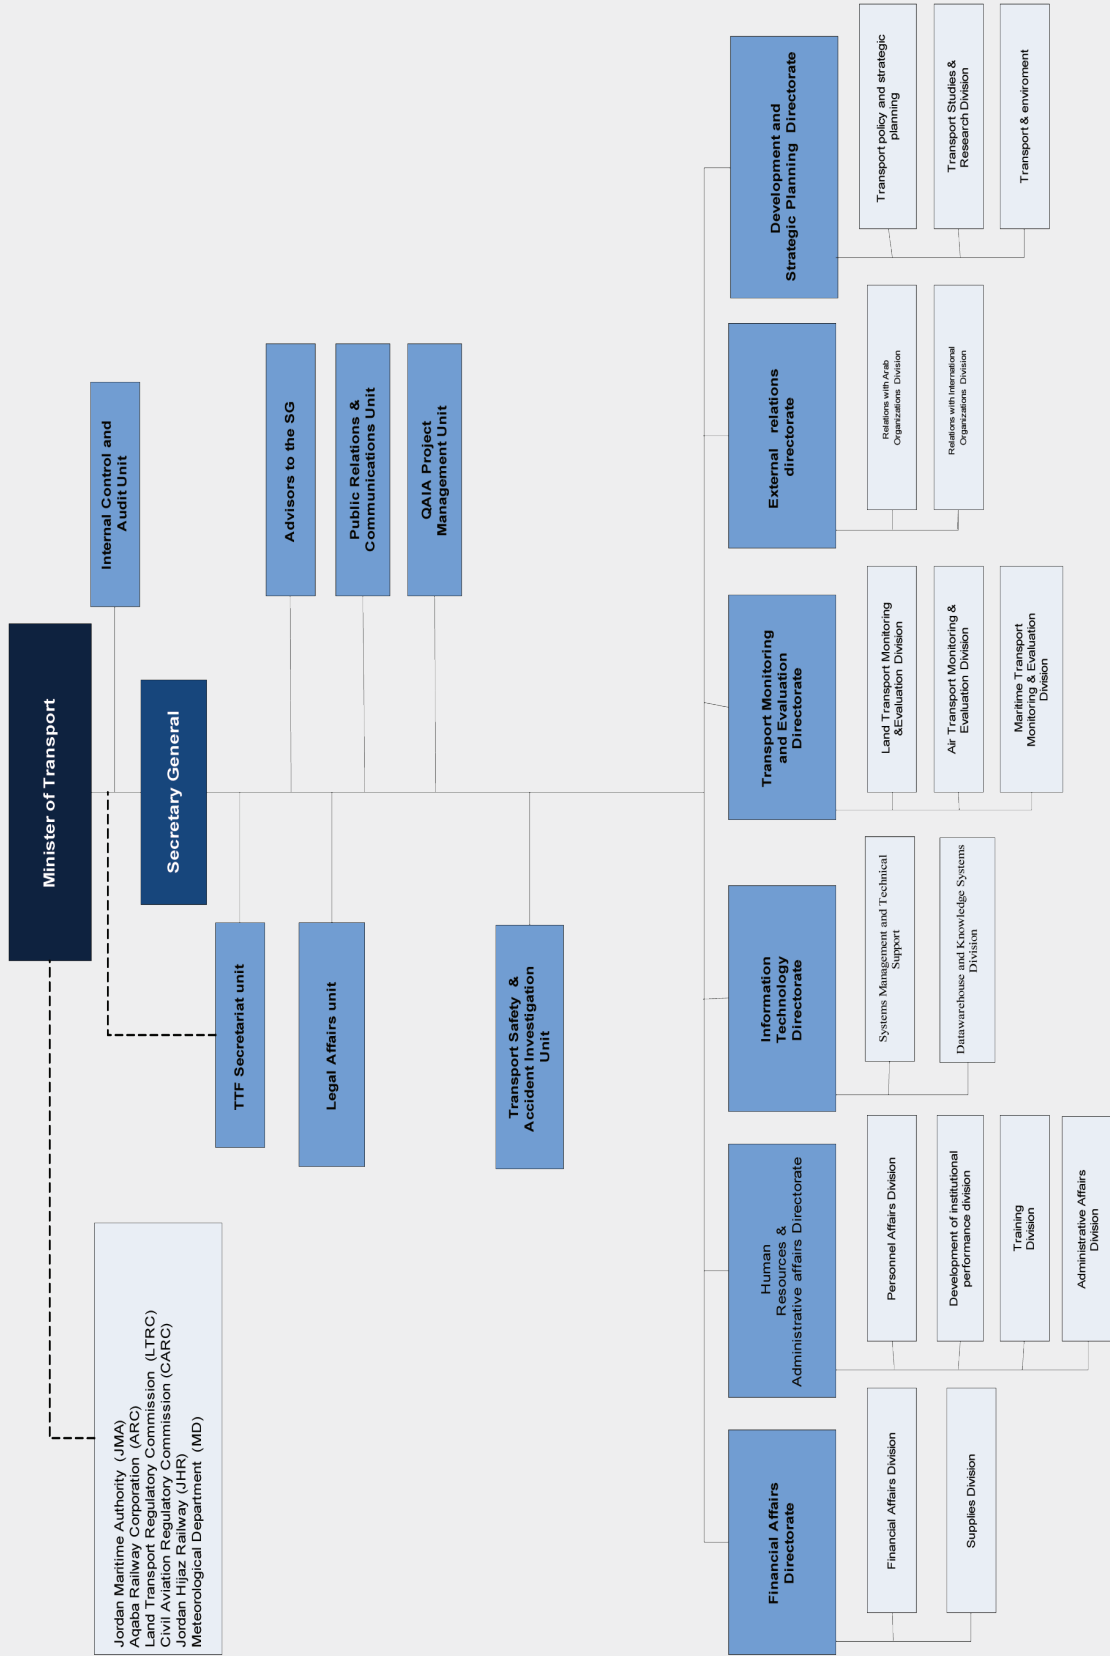 Minister of Transport
Internal Control and
Audit Unit
Secretary General
Jordan Maritime Authority (JMA)
Aqaba Railway Corporation (ARC)
Land Transport Regulatory Commission (LTRC)
Civil Aviation Regulatory Commission (CARC)
Jordan Hijaz Railway (JHR)
Meteorological Department (MD)
TTF Secretariat unit
Advisors to the SG
Legal Affairs unit
Public Relations &
Communications Unit
QAIA Project
Management Unit
Transport Safety &
Accident Investigation
Unit
Financial Affairs
Directorate
Human
Resources &
Administrative affairs Directorate
Information
Technology
Directorate
Transport Monitoring
and Evaluation
Directorate
External relations
directorate
Development and
Strategic Planning Directorate
Financial Affairs Division
Supplies Division
Personnel Affairs Division
Development of institutional
performance division
Training
Division
Administrative Affairs
Division
Systems Management and Technical
Support
Datawarehouse and Knowledge Systems
Division
Land Transport Monitoring
&Evaluation Division
Air Transport Monitoring &
Evaluation Division
Maritime Transport
Monitoring & Evaluation
Division
Relations with Arab
Organizations Division
Relations with International
Organizations Division
Transport policy and strategic
planning
Transport Studies &
Research Division
Transport & enviroment